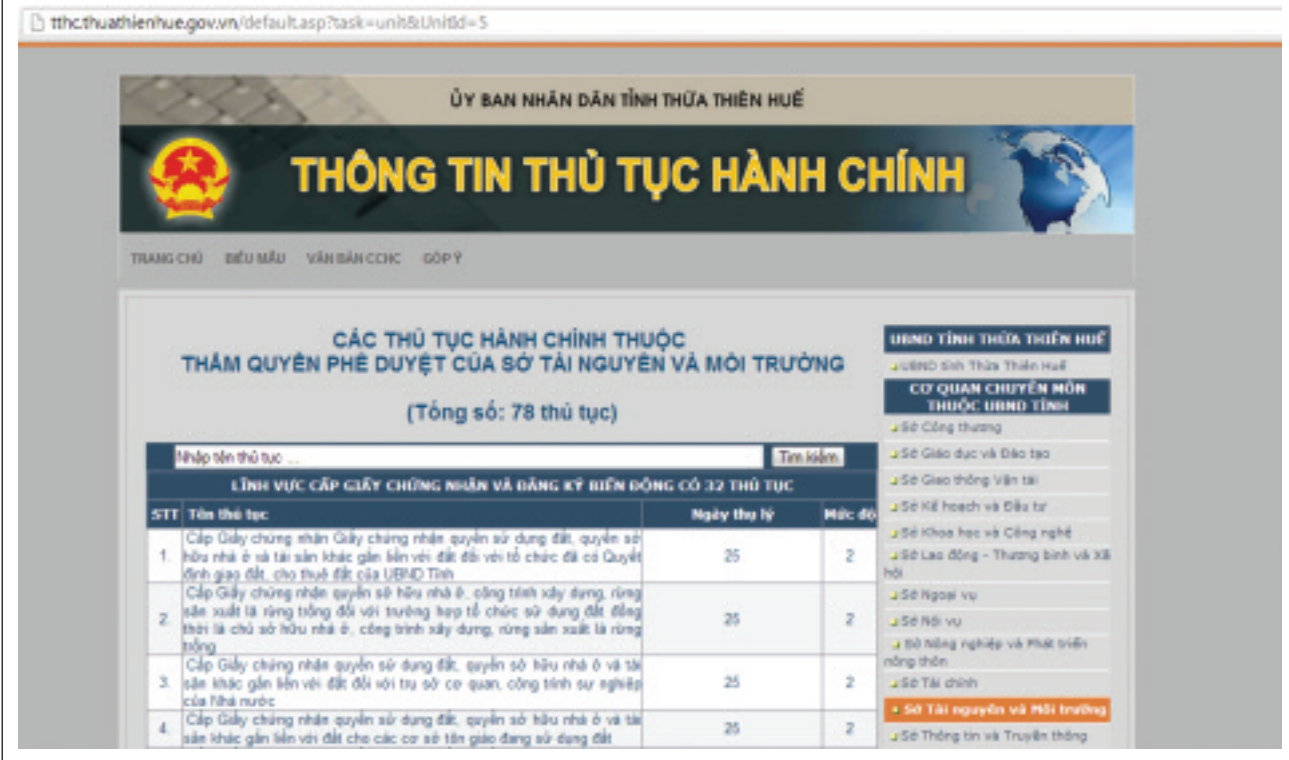 tthc.thuathienhue.gov.vn/default.asp?task=unit&UnitId=5
ỦY BAN NHÂN DÂN TỈNH THỪA THIÊN HUẾ
THÔNG TIN THỦ TỤC HÀNH CHÍNH
TRANG CHỦ BIỂU MẪU VĂN BẢN CCHC GÓP Ý
CÁC THỦ TỤC HÀNH CHÍNH THUỘC
THẨM QUYỀN PHÊ DUYỆT CỦA SỞ TÀI NGUYÊN VÀ MÔI TRƯỜNG
(Tổng số: 78 thủ tục)
Nhập tên thủ tục ... Tìm kiếm
LĨNH VỰC CẤP GIẤY CHỨNG NHẬN VÀ ĐĂNG KÝ BIẾN ĐỘNG CÓ 32 THỦ TỤC
STT Tên thủ tục Ngày thụ lý Mức độ
1. Cấp Giấy chứng nhận Giấy chứng nhận quyền sử dụng đất, quyền sở
hữu nhà ở và tài sản khác gắn liền với đất đối với tổ chức đã có Quyết
định giao đất, cho thuê đất của UBND Tỉnh
25 2
2. Cấp Giấy chứng nhận quyền sở hữu nhà ở, công trình xây dựng, rừng
sản xuất là rừng trồng đối với trường hợp tổ chức sử dụng đất đồng
thời là chủ sở hữu nhà ở, công trình xây dựng, rừng sản xuất là rừng
trồng
25 2
3. Cấp Giấy chứng nhận quyền sử dụng đất, quyền sở hữu nhà ở và tài
sản khác gắn liền với đất đối với trụ sở cơ quan, công trình sự nghiệp
của Nhà nước
25 2
4. Cấp Giấy chứng nhận quyền sử dụng đất, quyền sở hữu nhà ở và tài
sản khác gắn liền với đất cho các cơ sở tôn giáo đang sử dụng đất
25 2
UBND TỈNH THỪA THIÊN HUẾ
UBND tỉnh Thừa Thiên Huế
CƠ QUAN CHUYÊN MÔN
THUỘC UBND TỈNH
Sở Công thương
Sở Giáo dục và Đào tạo
Sở Giao thông Vận tải
Sở Kế hoạch và Đầu tư
Sở Khoa học và Công nghệ
Sở Lao động - Thương binh và Xã
hội
Sở Ngoại vụ
Sở Nội vụ
Sở Nông nghiệp và Phát triển
nông thôn
Sở Tài chính
Sở Tài nguyên và Môi trường
Sở Thông tin và Truyền thông